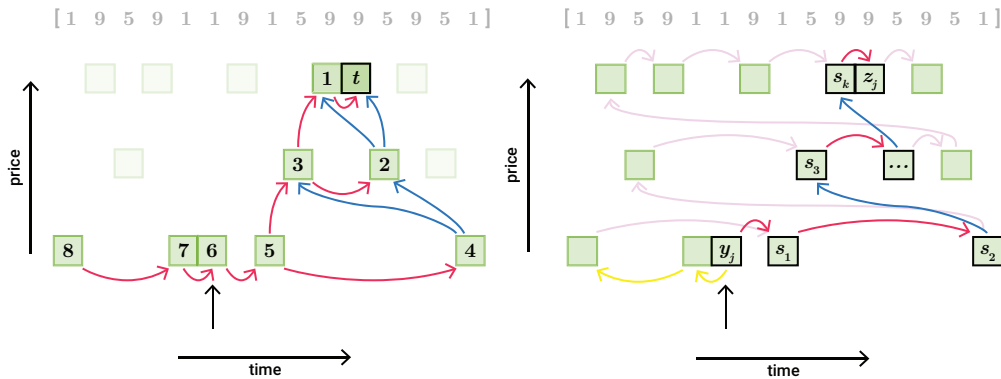 [ 1 9 5 9 1 1 9 1 5 9 9 5 9 5 1 ]
1 t
3 2
8 7 6 5 4
price
time
[ 1 9 5 9 1 1 9 1 5 9 9 5 9 5 1 ]
s_k z_j
s_3 ...
y_j s_1 s_2
price
time